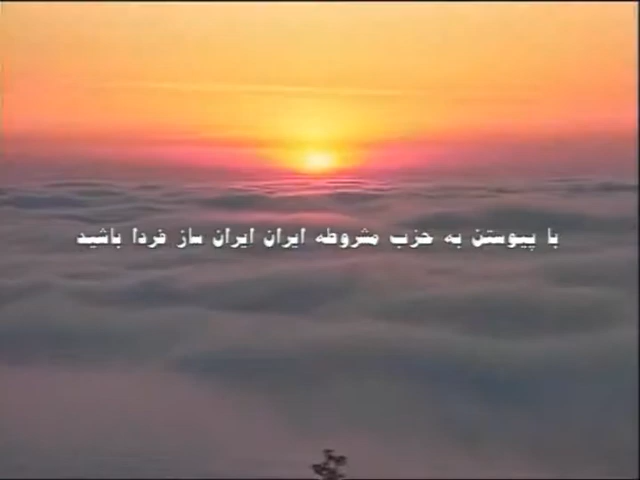 با پیوستن به حزب مشروطه ایران ایران ساز فردا باشید